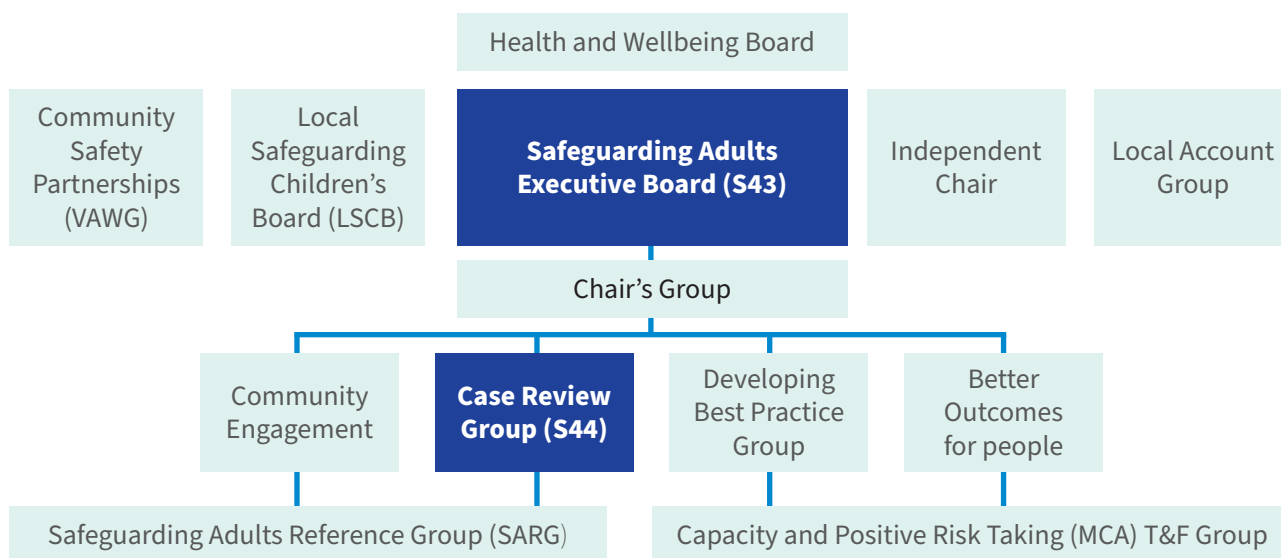 Health and Wellbeing Board
Community
Safety
Partnerships
(VAWG)
Local
Safeguarding
Children’s
Board (LSCB)
Safeguarding Adults
Executive Board (S43)
Independent
Chair
Local Account
Group
Chair’s Group
Community
Engagement
Case Review
Group (S44)
Developing
Best Practice
Group
Better
Outcomes
for people
Safeguarding Adults Reference Group (SARG)
Capacity and Positive Risk Taking (MCA) T&F Group